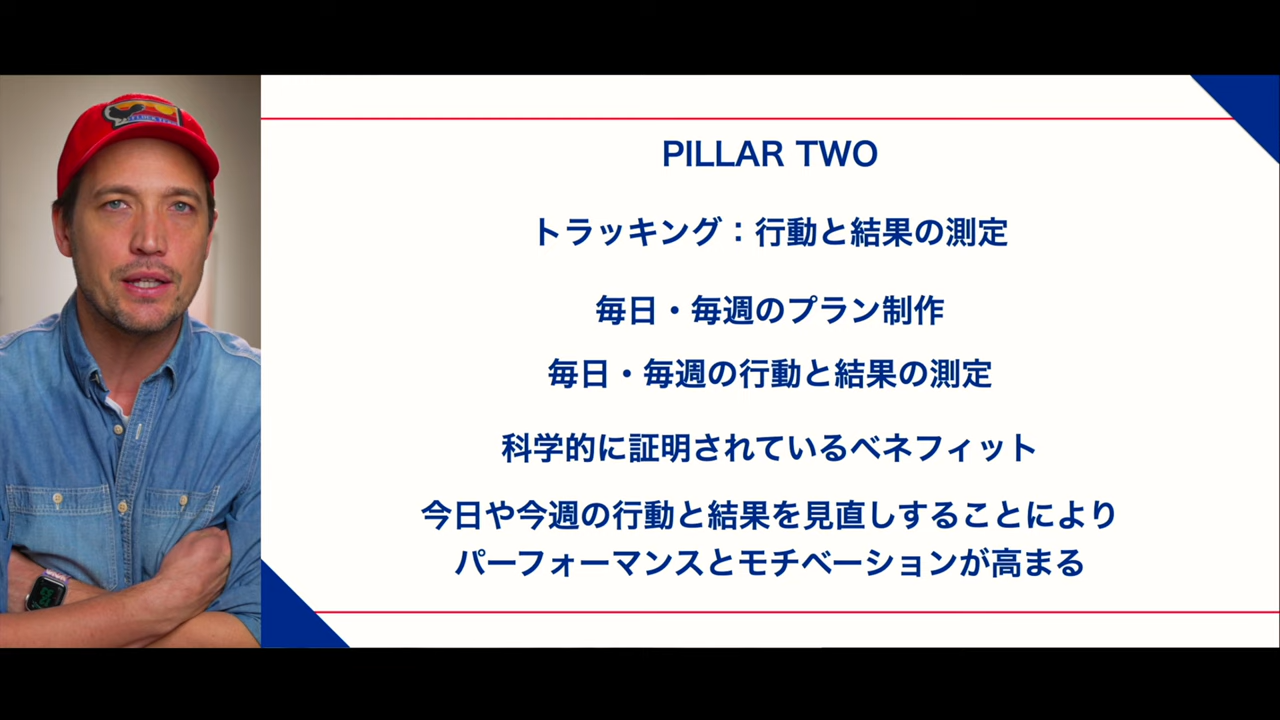 PILLAR TWO
トラッキング：行動と結果の測定
毎日・毎週のプラン制作
毎日・毎週の行動と結果の測定
科学的に証明されているベネフィット
今日や今週の行動と結果を見直しすることにより
パーフォーマンスとモチベーションが高まる